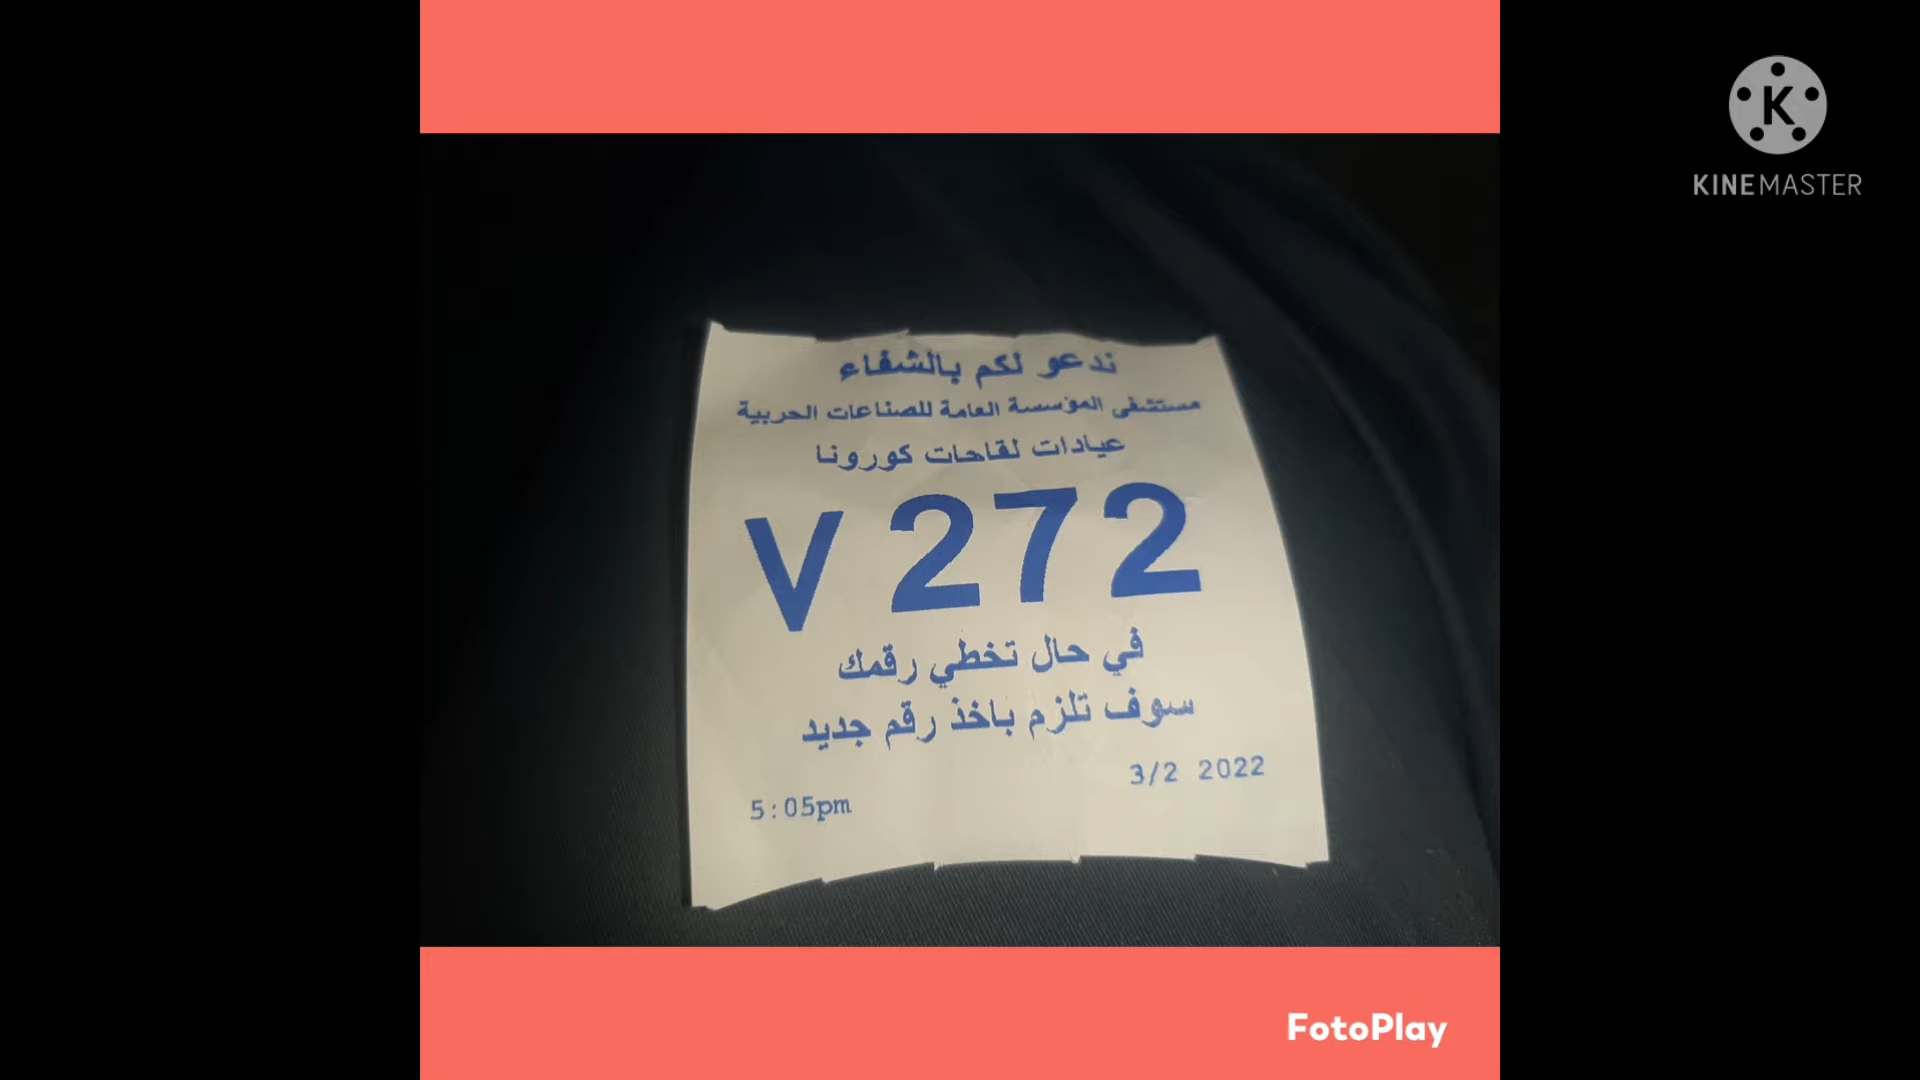 KINEMASTER
ندعو لكم بالشفاء
مستشفى المؤسسة العامة للصناعات الحربية
عيادات لقاحات كورونا
V 272
في حال تخطي رقمك
سوف تلزم باخذ رقم جديد
3/2 2022
5:05pm
FotoPlay